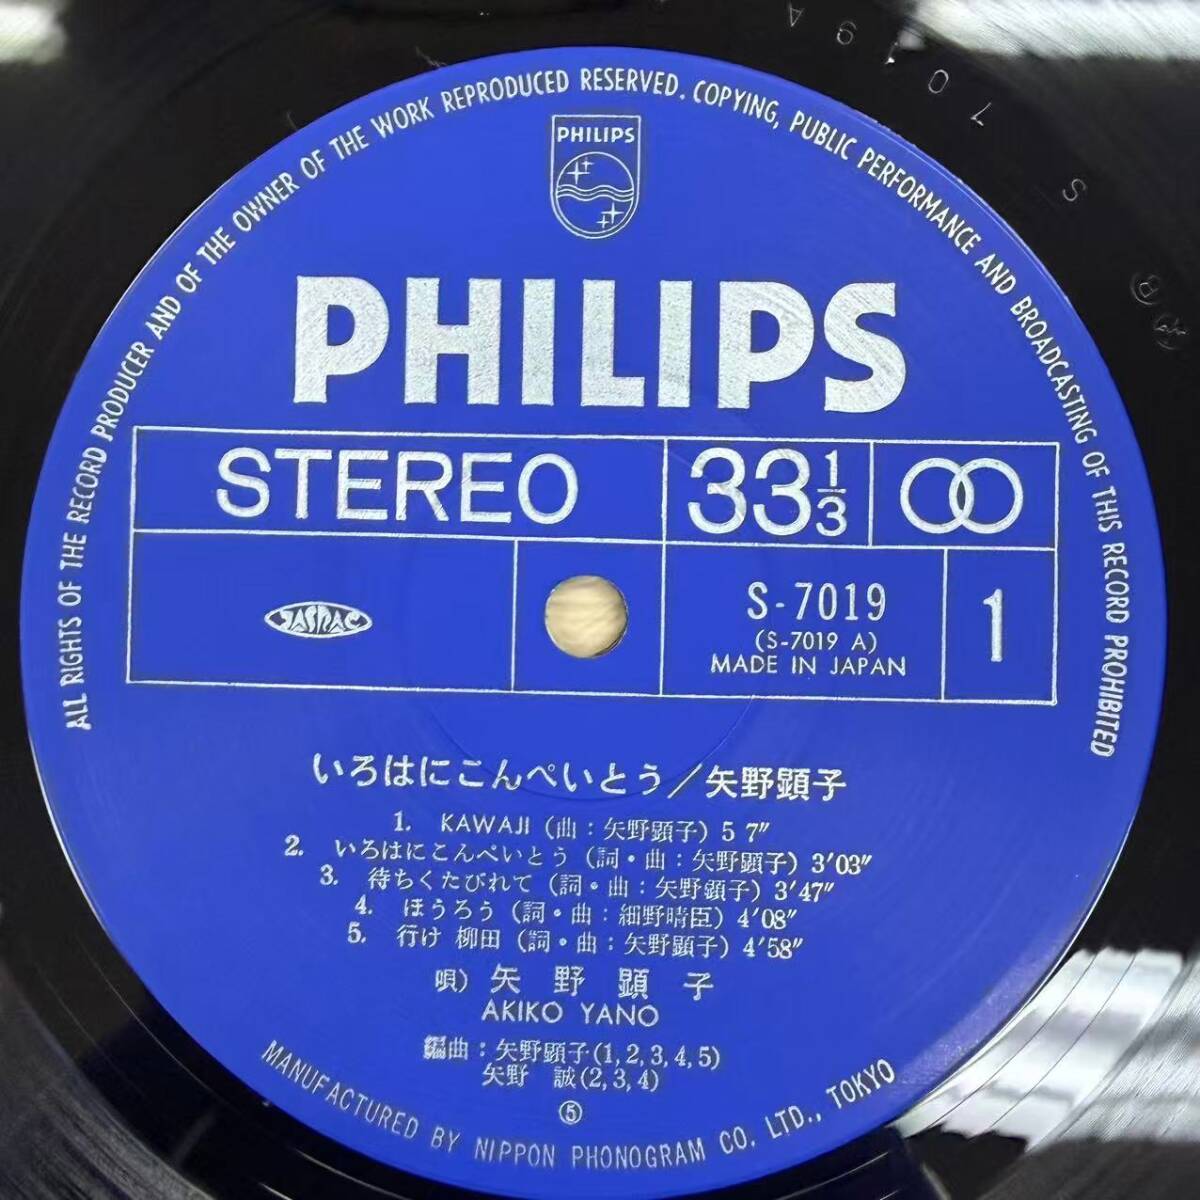 ALL RIGHTS OF THE RECORD PRODUCER AND OF THE OWNER OF THE WORK REPRODUCED RESERVED. COPYING, PUBLIC PERFORMANCE AND BROADCASTING OF THIS RECORD PROHIBITED
PHILIPS
PHILIPS
STEREO
33 1/3
JASRAC
S-7019
(S-7019 A)
MADE IN JAPAN
1
いろはにこんぺいとう／矢野顕子
1. KAWAJI (曲：矢野顕子) 5 7″
2. いろはにこんぺいとう (詞・曲：矢野顕子) 3′03″
3. 待ちくたびれて (詞・曲：矢野顕子) 3′47″
4. ほうろう (詞・曲：細野晴臣) 4′08″
5. 行け 柳田 (詞・曲：矢野顕子) 4′58″
唄) 矢野顕子
AKIKO YANO
編曲：矢野顕子(1,2,3,4,5)
矢野 誠(2,3,4)
⑤
MANUFACTURED BY NIPPON PHONOGRAM CO. LTD., TOKYO
S 7019A